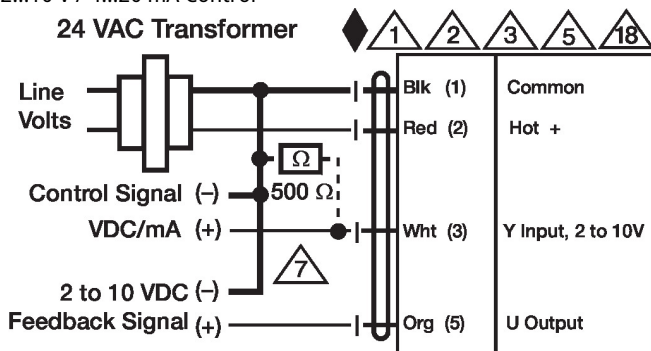 24 VAC Transformer
1 2 3 5 18
Line
Volts
Blk (1) Common
Red (2) Hot +
Ω
500 Ω
Control Signal (–)
VDC/mA (+)
Wht (3) Y Input, 2 to 10V
7
2 to 10 VDC (–)
Feedback Signal (+)
Org (5) U Output